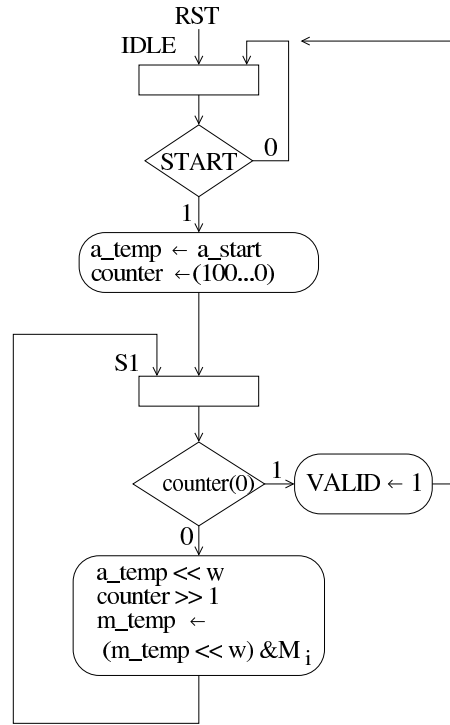 RST
IDLE
START
0
1
a_temp ← a_start
counter ←(100...0)
S1
counter(0)
1
VALID ← 1
0
a_temp << w
counter >> 1
m_temp ←
(m_temp << w) &M i